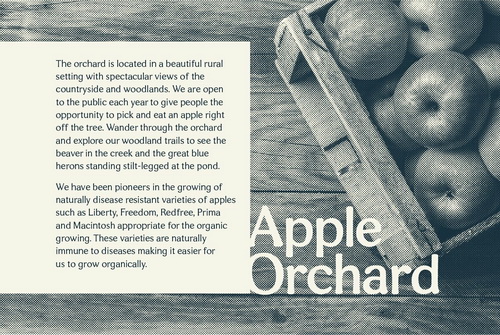 The orchard is located in a beautiful rural
setting with spectacular views of the
countryside and woodlands. We are open
to the public each year to give people the
opportunity to pick and eat an apple right
off the tree. Wander through the orchard
and explore our woodland trails to see the
beaver in the creek and the great blue
herons standing stilt-legged at the pond.
We have been pioneers in the growing of
naturally disease resistant varieties of apples
such as Liberty, Freedom, Redfree, Prima
and Macintosh appropriate for the organic
growing. These varieties are naturally
immune to diseases making it easier for
us to grow organically.
Apple
Orchard